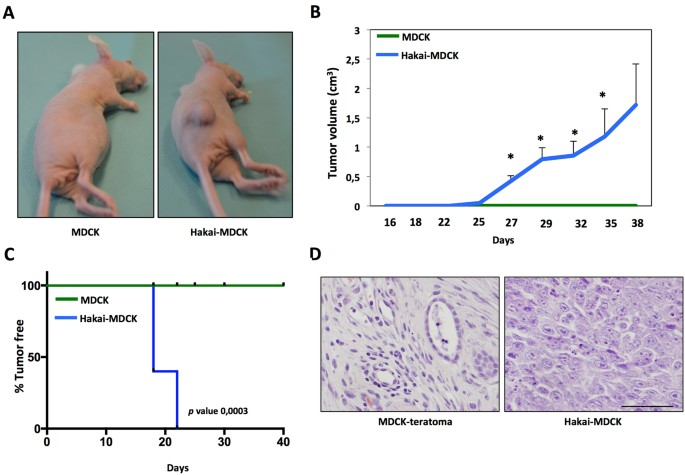 A
MDCK
Hakai-MDCK
B
MDCK
Hakai-MDCK
Tumor volume (cm³)
3
2,5
2
1,5
1
0,5
0
* * * *
16 18 22 25 27 29 32 35 38
Days
C
MDCK
Hakai-MDCK
% Tumor free
100
50
0
p value 0,0003
0 10 20 30 40
Days
D
MDCK-teratoma
Hakai-MDCK